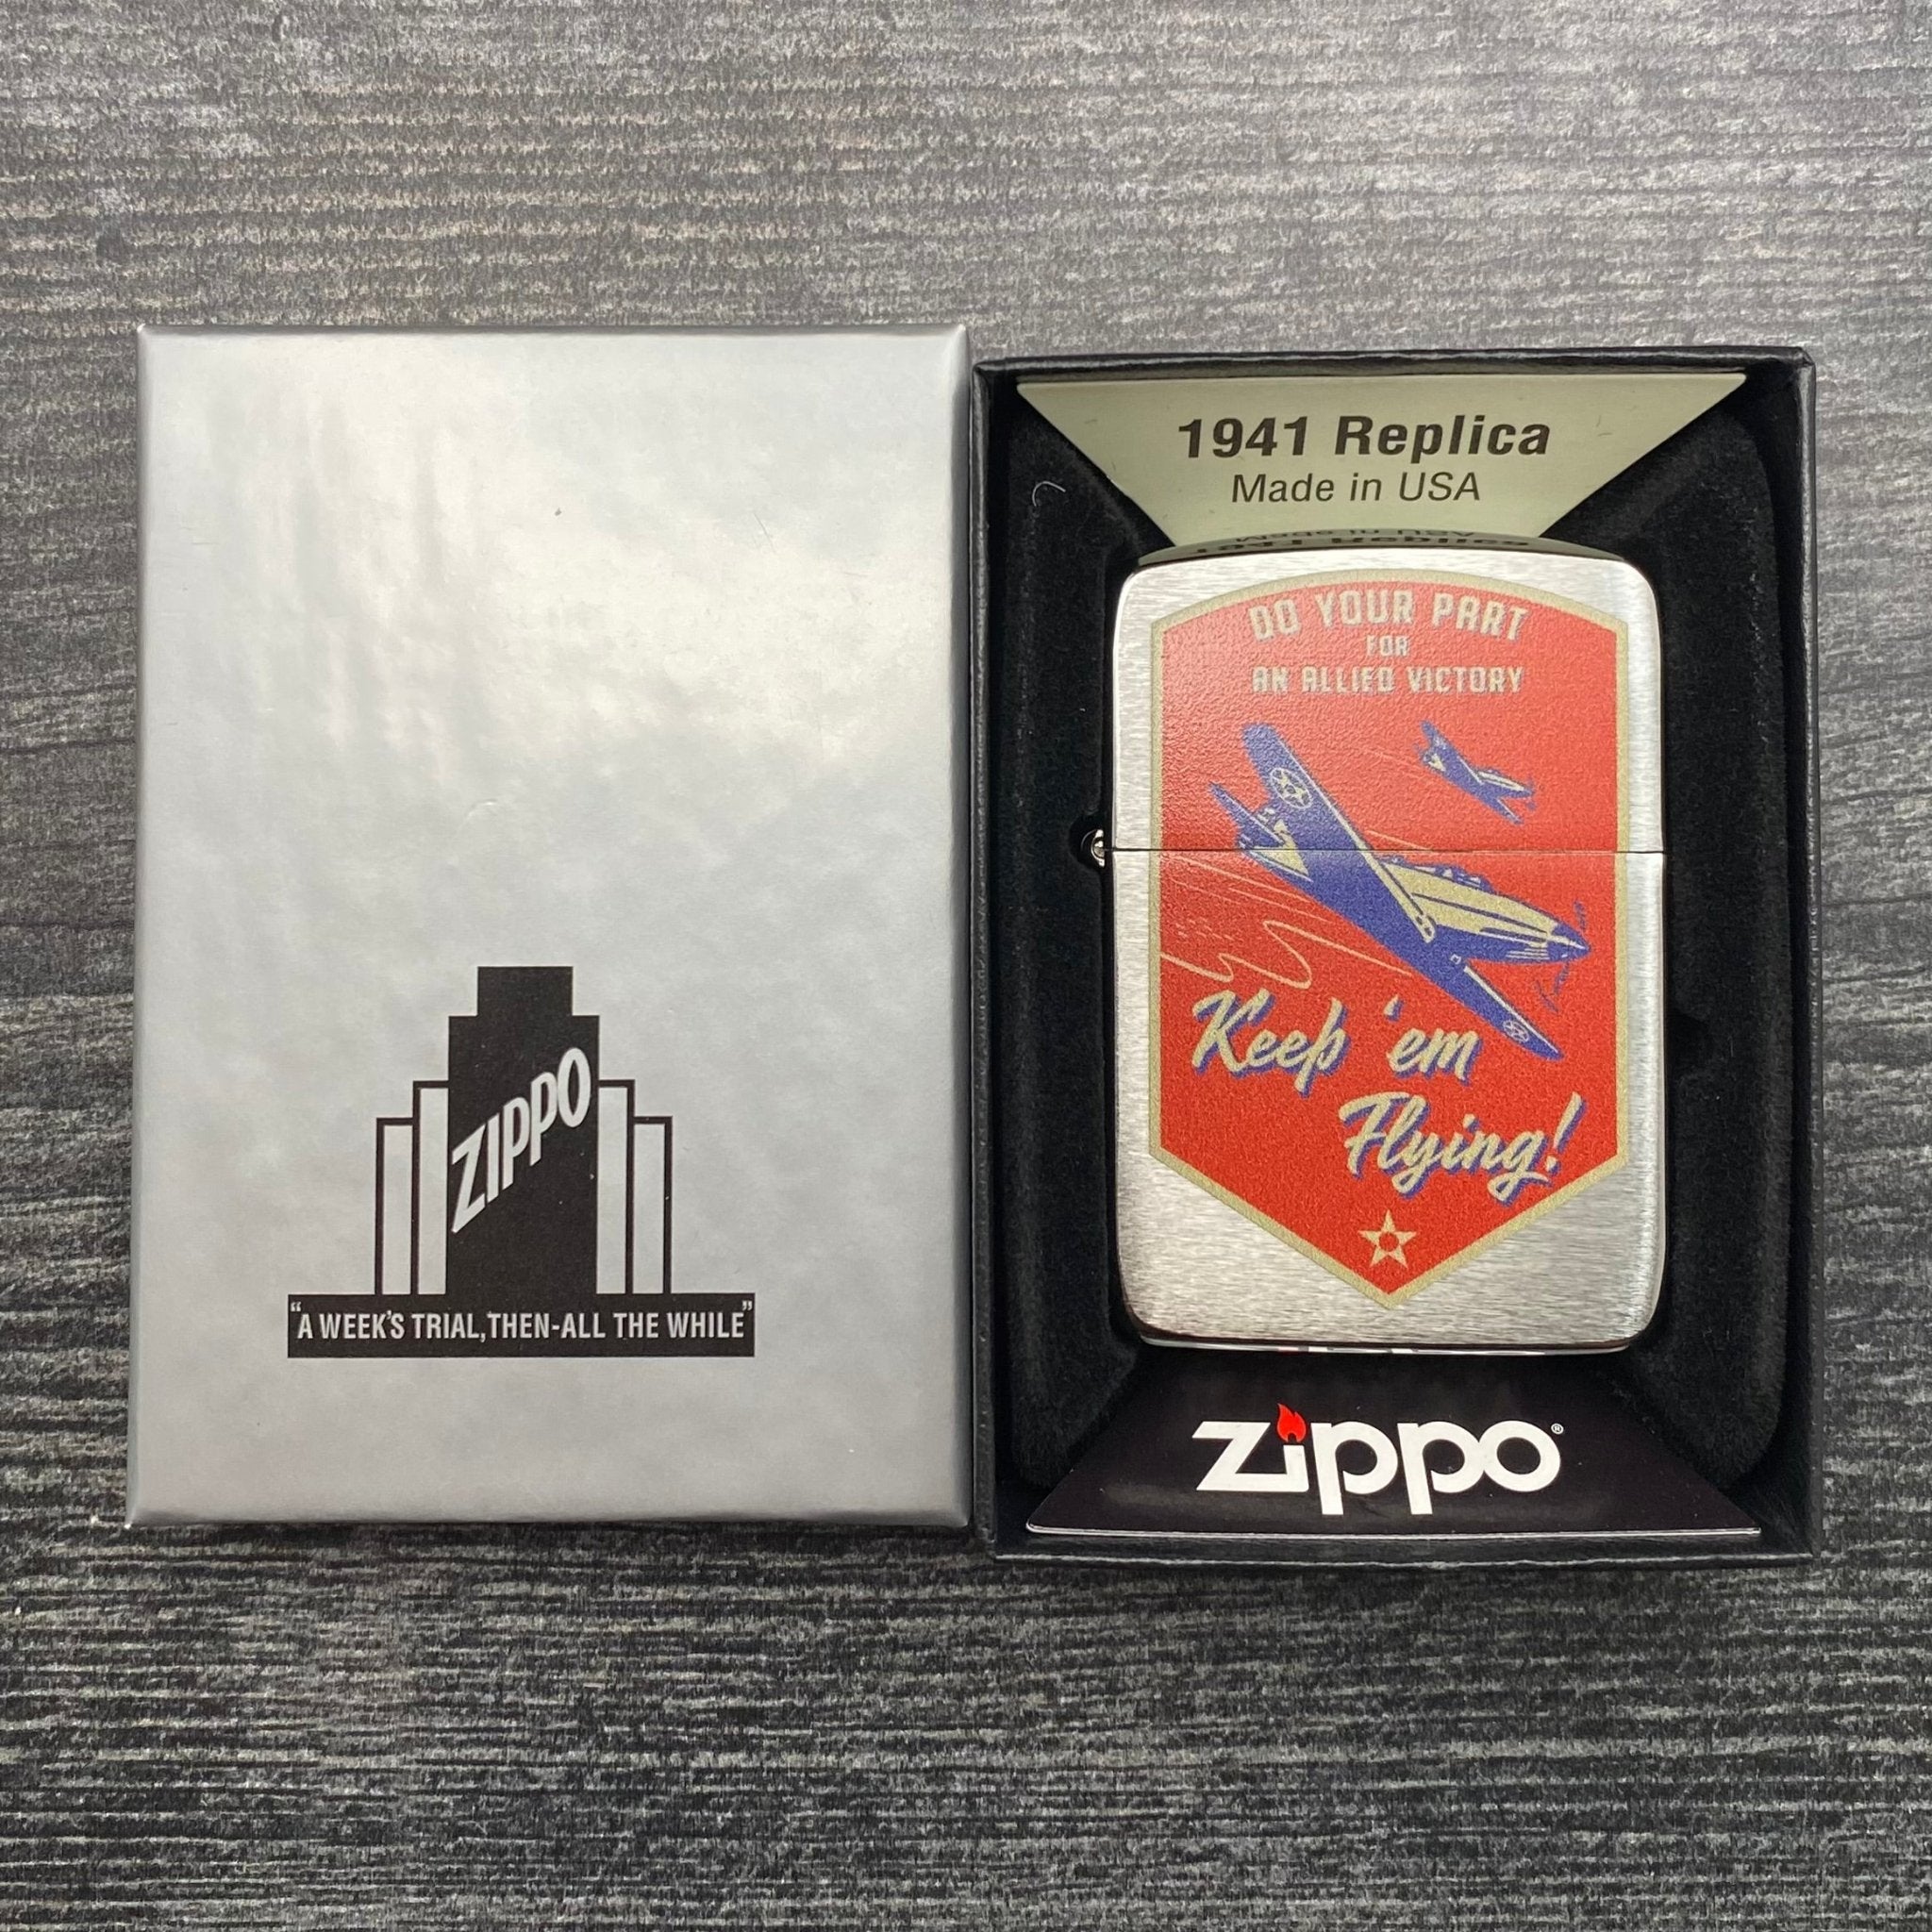 ZIPPO
"A WEEK'S TRIAL, THEN-ALL THE WHILE"
1941 Replica
Made in USA
DO YOUR PART
FOR
AN ALLIED VICTORY
Keep 'em
Flying!
zippo®